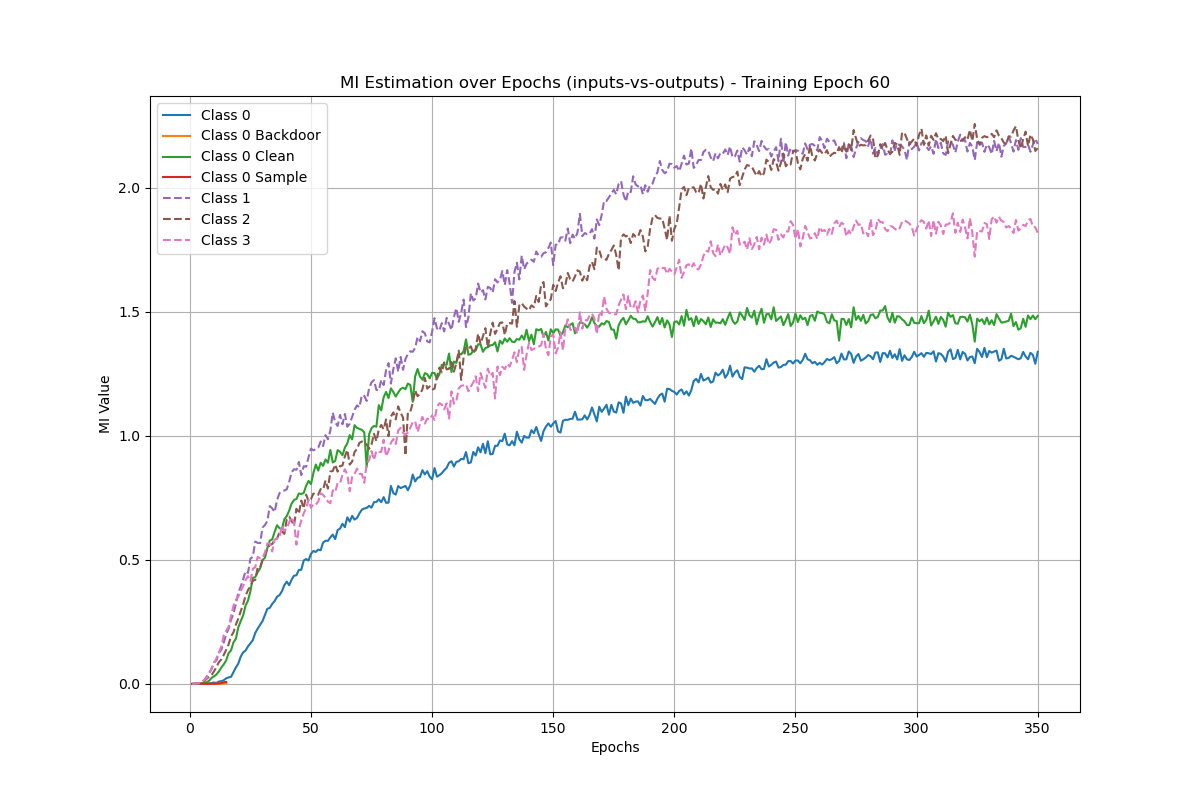 MI Estimation over Epochs (inputs-vs-outputs) - Training Epoch 60
Class 0
Class 0 Backdoor
Class 0 Clean
Class 0 Sample
Class 1
Class 2
Class 3
MI Value
2.0
1.5
1.0
0.5
0.0
0 50 100 150 200 250 300 350
Epochs